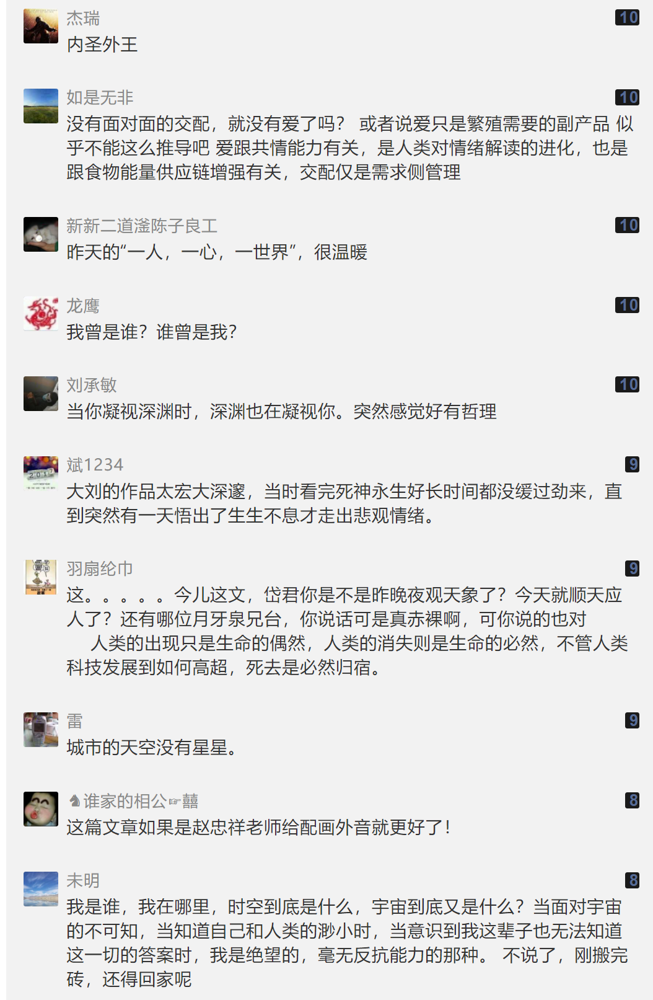 杰瑞
10
内圣外王
如是无非
10
没有面对面的交配，就没有爱了吗？ 或者说爱只是繁殖需要的副产品 似
乎不能这么推导吧 爱跟共情能力有关，是人类对情绪解读的进化，也是
跟食物能量供应链增强有关，交配仅是需求侧管理
新新二道滏陈子良工
10
昨天的“一人，一心，一世界”，很温暖
龙鹰
10
我曾是谁？谁曾是我？
刘承敏
10
当你凝视深渊时，深渊也在凝视你。突然感觉好有哲理
斌1234
9
大刘的作品太宏大深邃，当时看完死神永生好长时间都没缓过劲来，直
到突然有一天悟出了生生不息才走出悲观情绪。
羽扇纶巾
9
这。。。。。今儿这文，岱君你是不是昨晚夜观天象了？今天就顺天应
人了？还有哪位月牙泉兄台，你说话可是真赤裸啊，可你说的也对
人类的出现只是生命的偶然，人类的消失则是生命的必然，不管人类
科技发展到如何高超，死去是必然归宿。
雷
9
城市的天空没有星星。
♞谁家的相公☞囍
8
这篇文章如果是赵忠祥老师给配画外音就更好了！
未明
8
我是谁，我在哪里，时空到底是什么，宇宙到底又是什么？当面对宇宙
的不可知，当知道自己和人类的渺小时，当意识到我这辈子也无法知道
这一切的答案时，我是绝望的，毫无反抗能力的那种。 不说了，刚搬完
砖，还得回家呢